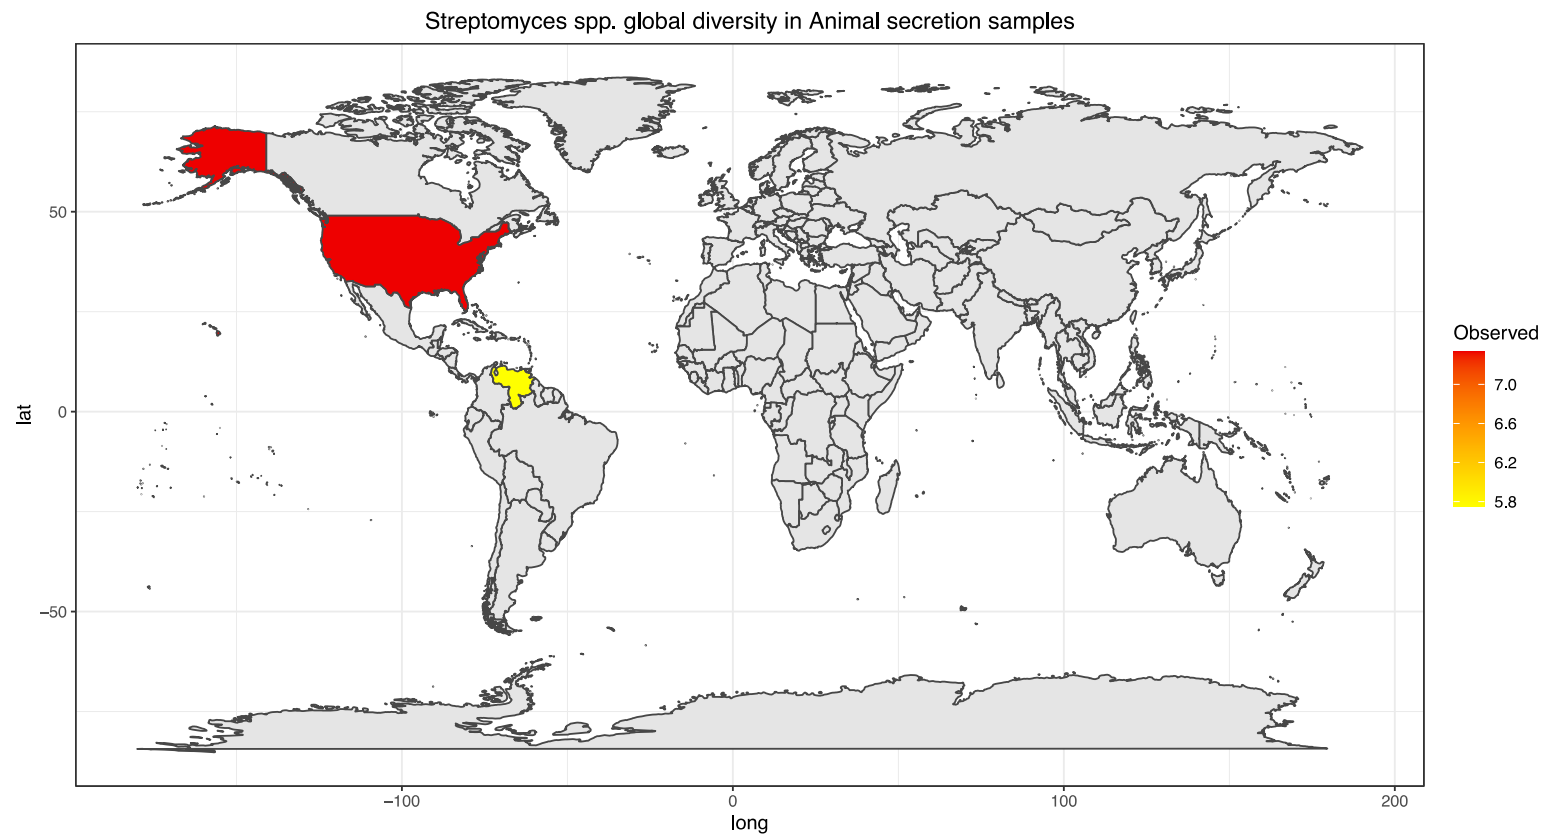 Streptomyces spp. global diversity in Animal secretion samples
lat
50
0
−50
−100
0
100
200
long
Observed
7.0
6.6
6.2
5.8